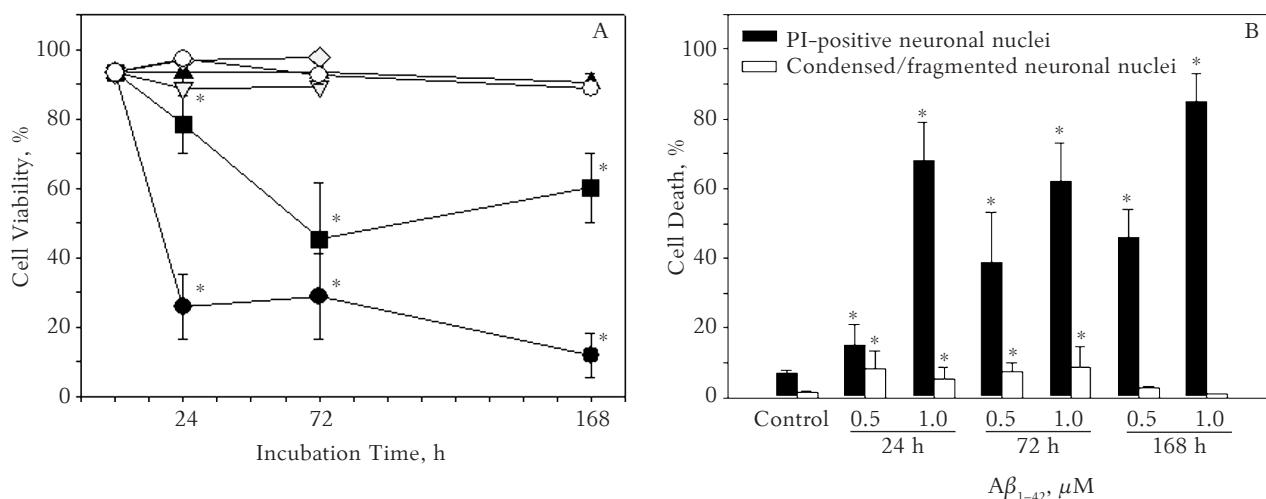 A
Cell Viability, %
100
80
60
40
20
0
*
*
*
*
*
*
24
72
168
Incubation Time, h
B
PI-positive neuronal nuclei
Condensed/fragmented neuronal nuclei
Cell Death, %
100
80
60
40
20
0
*
*
*
*
*
*
*
*
*
*
Control
0.5 1.0 0.5 1.0 0.5 1.0
24 h 72 h 168 h
Aβ₁₋₄₂, μM